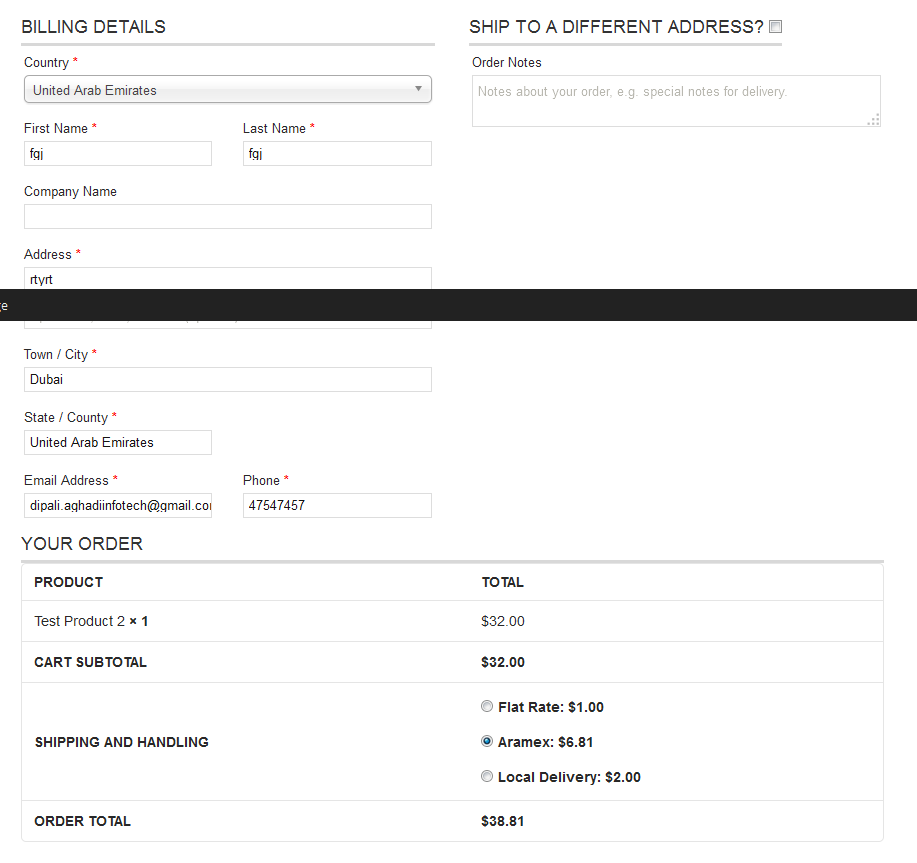 BILLING DETAILS
Country *
United Arab Emirates
First Name *
Last Name *
fgj
fgj
Company Name
Address *
rtyrt
Town / City *
Dubai
State / County *
United Arab Emirates
Email Address *
Phone *
dipali.aghadiinfotech@gmail.co
47547457
SHIP TO A DIFFERENT ADDRESS?
Order Notes
Notes about your order, e.g. special notes for delivery.
YOUR ORDER
PRODUCT TOTAL
Test Product 2 × 1 $32.00
CART SUBTOTAL $32.00
SHIPPING AND HANDLING
Flat Rate: $1.00
Aramex: $6.81
Local Delivery: $2.00
ORDER TOTAL $38.81